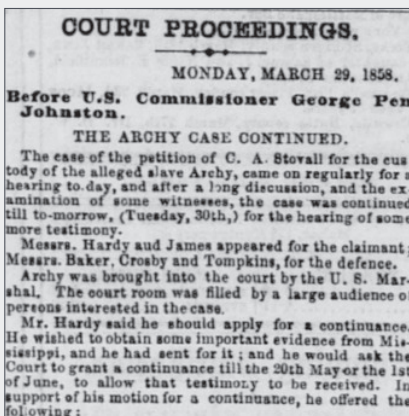 COURT PROCEEDINGS.
MONDAY, MARCH 29, 1858.
Before U.S. Commissioner George Pen
Johnston.
THE ARCHY CASE CONTINUED.
The case of the petition of C. A. Stovall for the cus
tody of the alleged slave Archy, came on regularly for a
hearing to-day, and after a long discussion, and the ex
amination of some witnesses, the case was continued
till to-morrow, (Tuesday, 30th,) for the hearing of some
more testimony.
Messrs. Hardy aud James appeared for the claimant;
Messrs. Baker, Crosby and Tompkins, for the defence.
Archy was brought into the court by the U. S. Mar-
shal. The court room was filled by a large audience o
persons interested in the case.
Mr. Hardy said he should apply for a continuance.
He wished to obtain some important evidence from Mis-
sissippi, and he had sent for it; and he would ask the
Court to grant a continuance till the 20th May or the 1st
of June, to allow that testimony to be received. In
support of his motion for a continuance, he offered the
following: